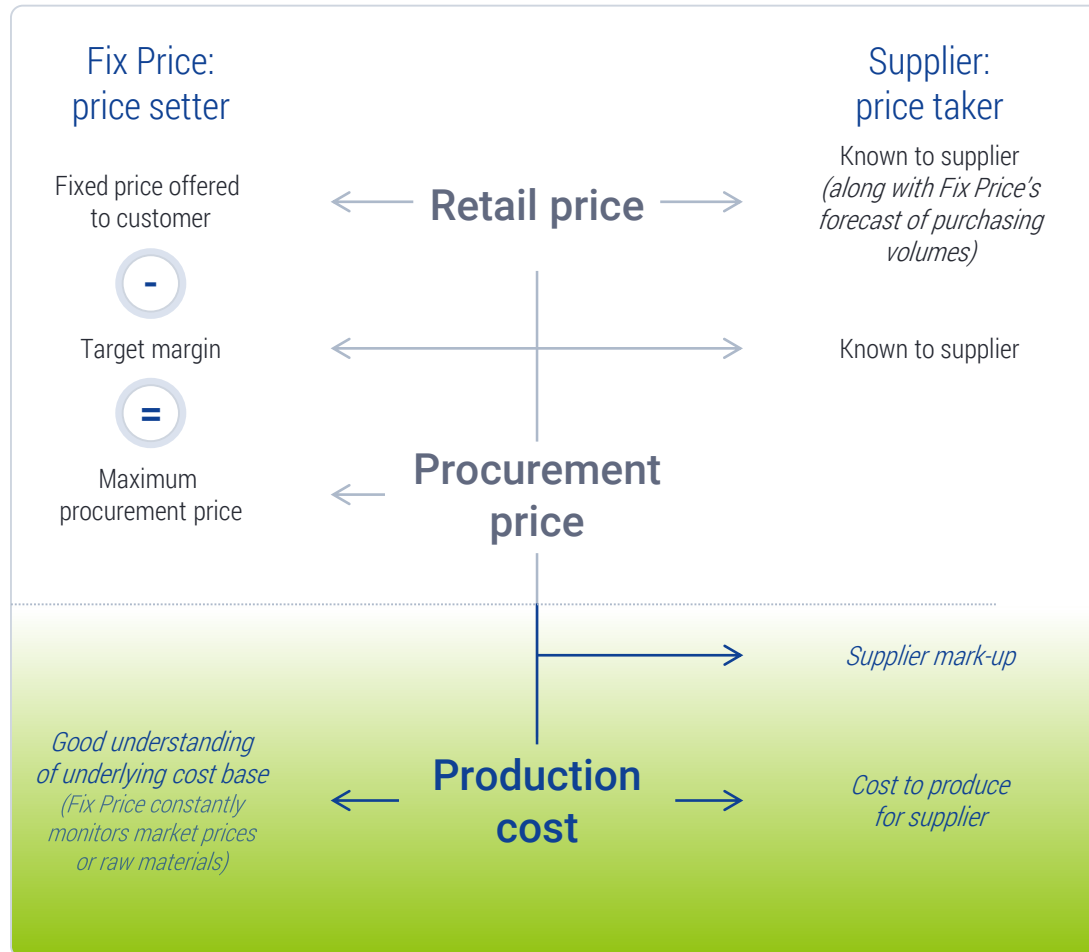 Fix Price:
price setter
Supplier:
price taker
Fixed price offered
to customer
Retail price
Known to supplier
(along with Fix Price's
forecast of purchasing
volumes)
-
Target margin
Known to supplier
=
Maximum
procurement price
Procurement
price
Supplier mark-up
Good understanding
of underlying cost base
(Fix Price constantly
monitors market prices
or raw materials)
Production
cost
Cost to produce
for supplier